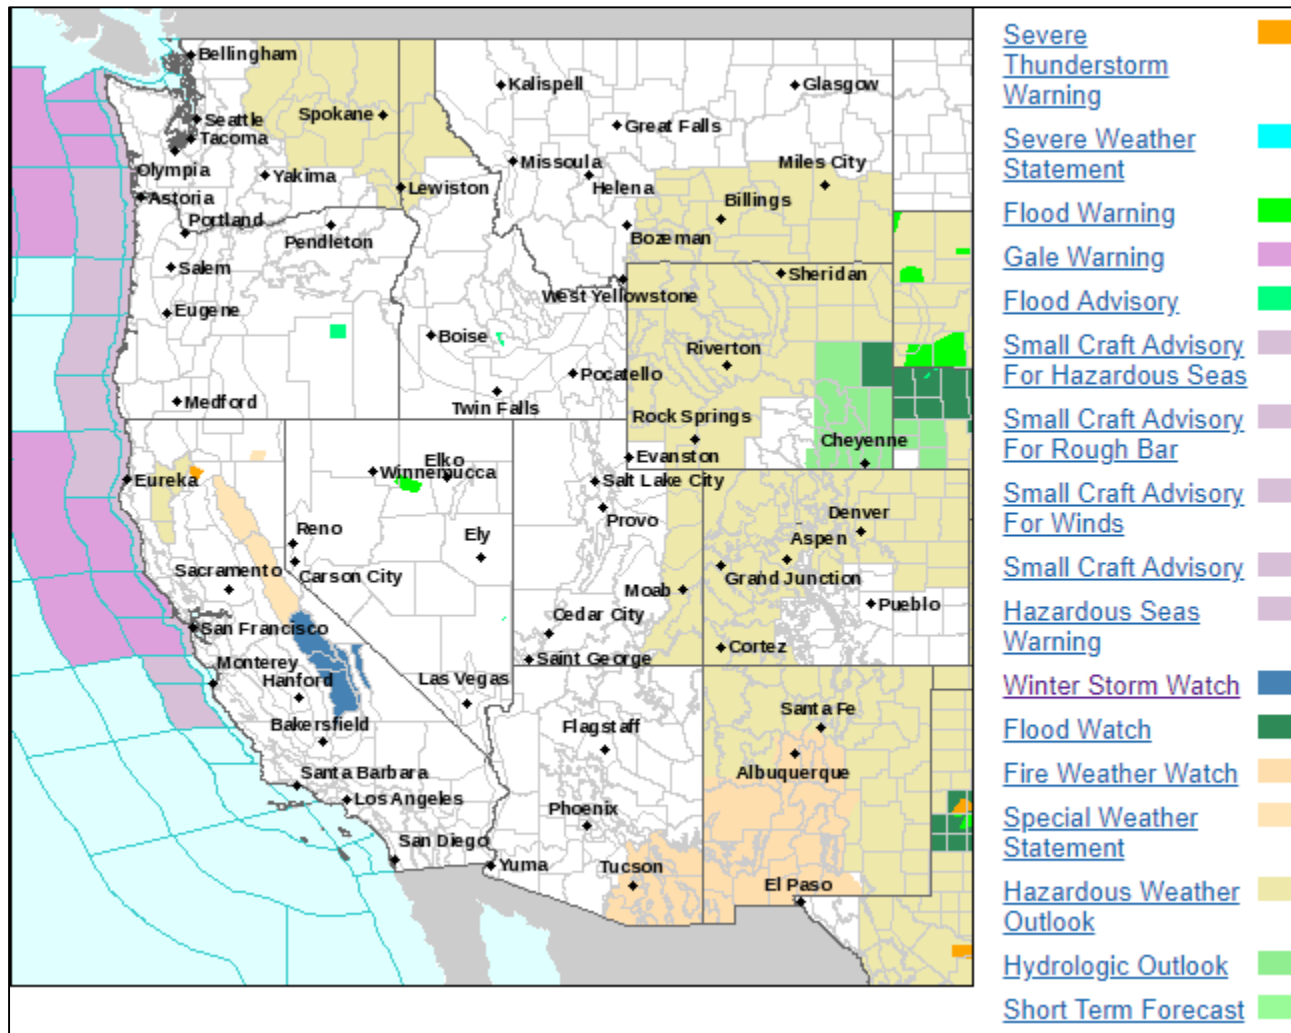 Bellingham
Kalispell
Glasgow
Spokane
Seattle
Great Falls
Tacoma
Olympia
Missoula
Miles City
Yakima
Helena
Lewiston
Astoria
Billings
Portland
Pendleton
Bozeman
Salem
Sheridan
West Yellowstone
Eugene
Boise
Riverton
Pocatello
Medford
Twin Falls
Rock Springs
Cheyenne
Elko
Evanston
Winnemucca
Eureka
Salt Lake City
Provo
Denver
Reno
Ely
Aspen
Sacramento
Carson City
Grand Junction
Moab
Pueblo
Cedar City
San Francisco
Cortez
Saint George
Monterey
Hanford
Las Vegas
Santa Fe
Bakersfield
Flagstaff
Albuquerque
Santa Barbara
Los Angeles
Phoenix
San Diego
Yuma
Tucson
El Paso
Severe
Thunderstorm
Warning
Severe Weather
Statement
Flood Warning
Gale Warning
Flood Advisory
Small Craft Advisory
For Hazardous Seas
Small Craft Advisory
For Rough Bar
Small Craft Advisory
For Winds
Small Craft Advisory
Hazardous Seas
Warning
Winter Storm Watch
Flood Watch
Fire Weather Watch
Special Weather
Statement
Hazardous Weather
Outlook
Hydrologic Outlook
Short Term Forecast